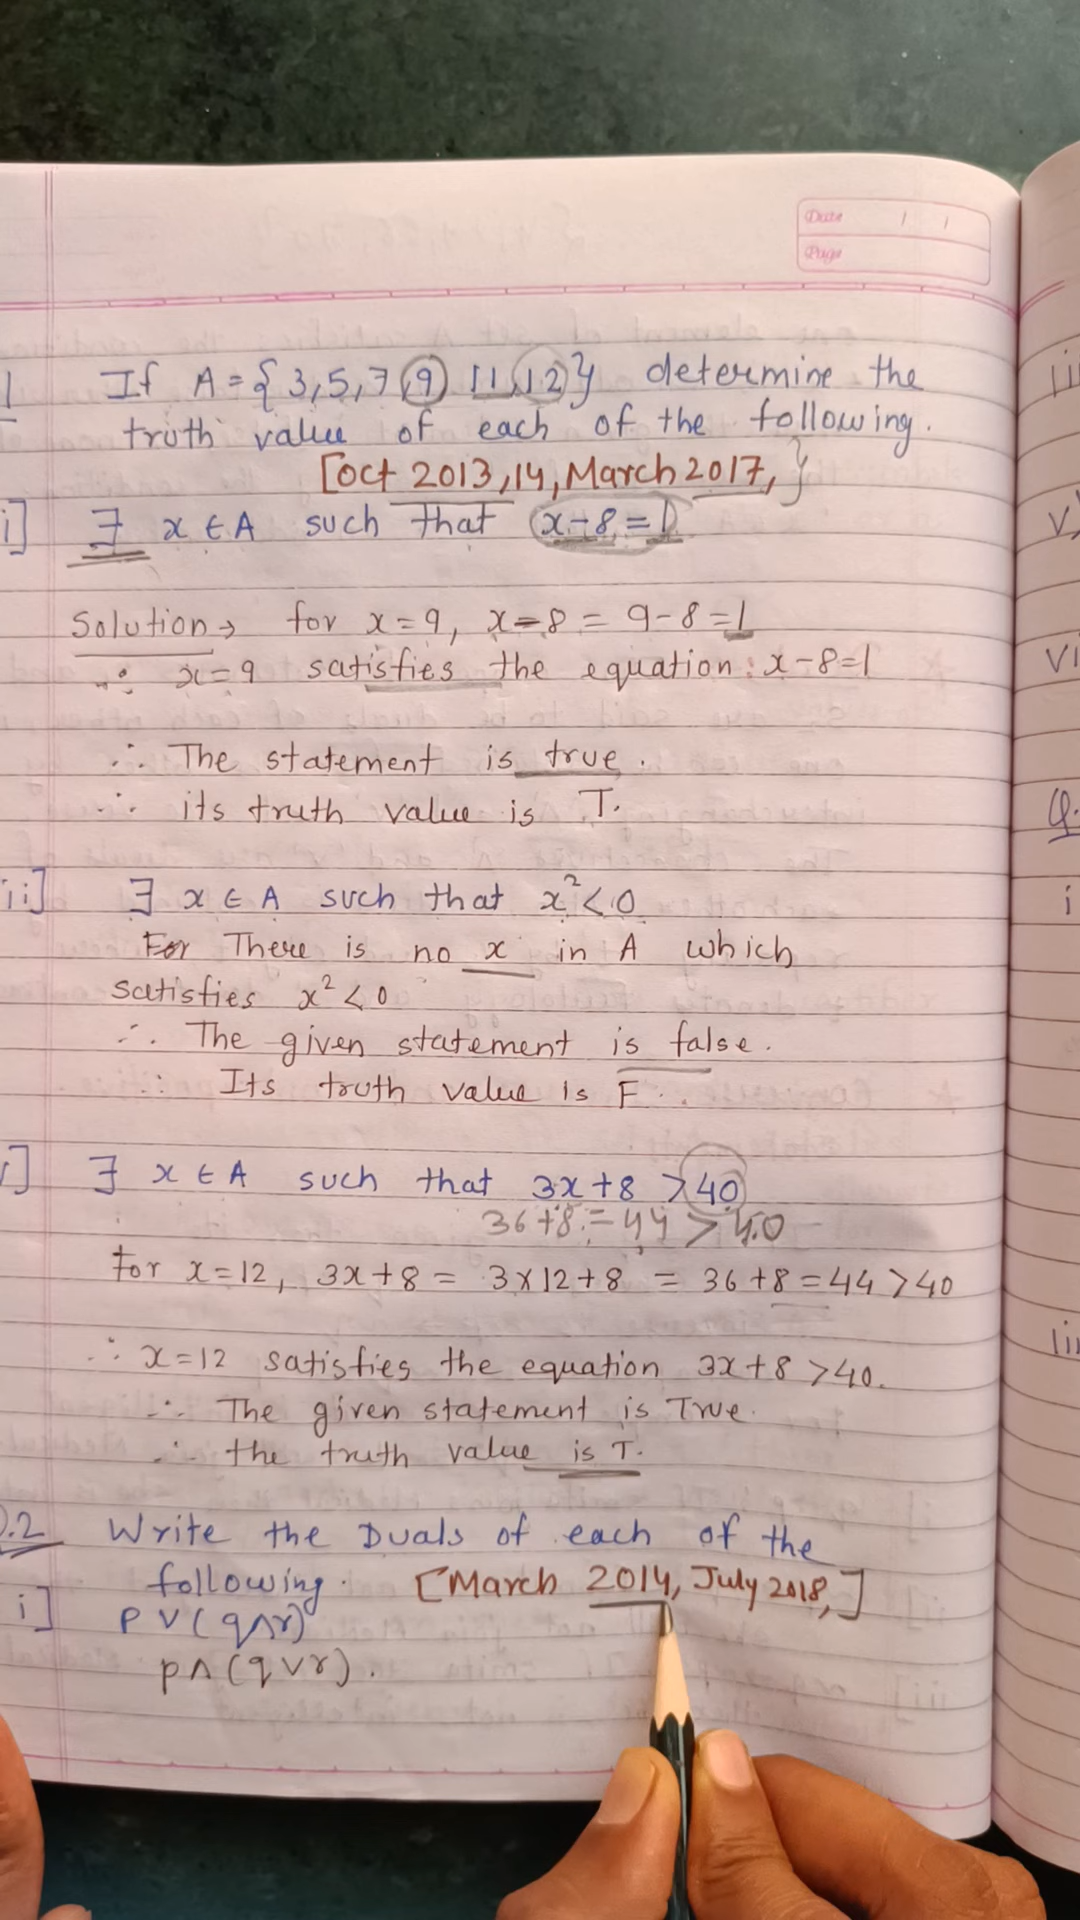 Date / /
Page
1 If A = {3,5,7,9, 11,12} determine the
truth value of each of the following.
[Oct 2013,14, March 2017,}
i] ∃ x ∈ A such that x-8=1
Solution → for x=9, x-8 = 9-8=1
∴ x=9 satisfies the equation: x-8=1
∴ The statement is true.
∴ its truth value is T.
ii] ∃ x ∈ A such that x²<0
For There is no x in A which
satisfies x²<0
∴ The given statement is false.
∴ Its truth value is F.
] ∃ x ∈ A such that 3x+8 >40
36+8=44 > 40
For x=12, 3x+8 = 3x12+8 = 36+8=44 >40
∴ x=12 satisfies the equation 3x+8 >40.
∴ The given statement is True.
∴ the truth value is T.
.2 Write the Duals of each of the
following. [March 2014, July 2018,]
i] p ∨ (q∧r)
p∧(q∨r).
v)
vi
Q.
i